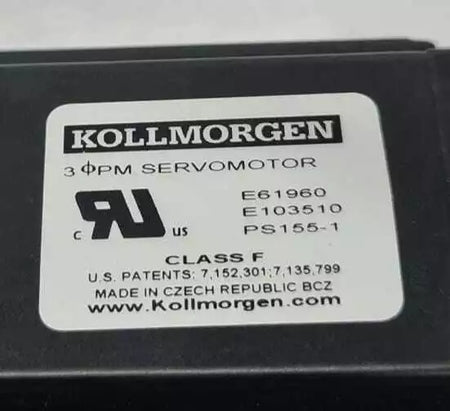 KOLLMORGEN
3 ΦPM SERVOMOTOR
E61960
E103510
c RU us PS155-1
CLASS F
U.S. PATENTS: 7,152,301;7,135,799
MADE IN CZECH REPUBLIC BCZ
www.Kollmorgen.com